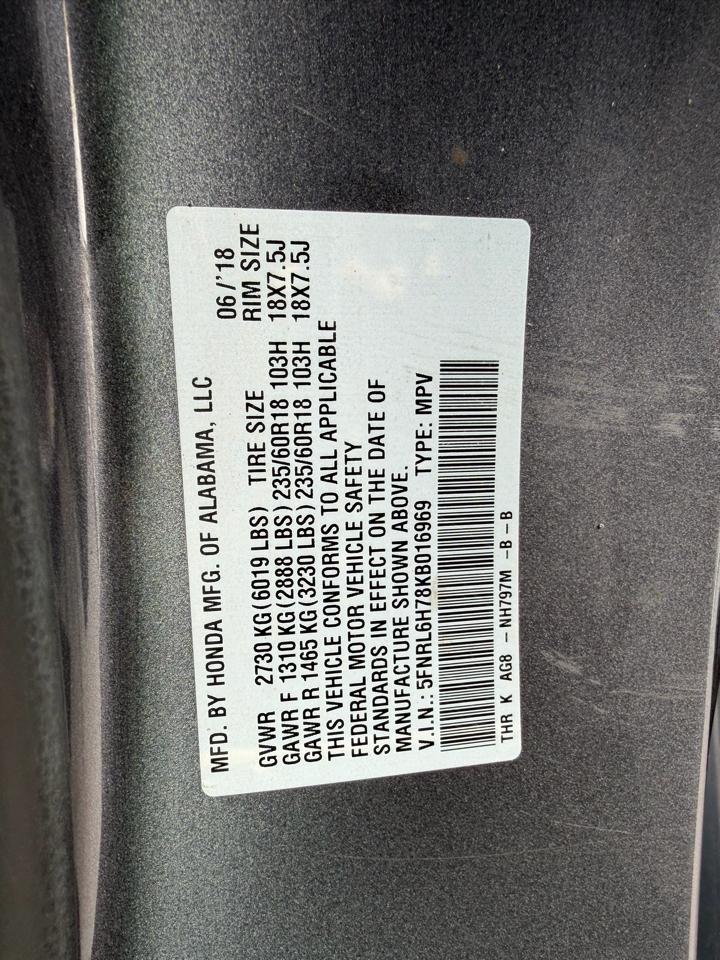 MFD. BY HONDA MFG. OF ALABAMA, LLC 06/'18
GVWR 2730 KG(6019 LBS) TIRE SIZE RIM SIZE
GAWR F 1310 KG(2888 LBS) 235/60R18 103H 18X7.5J
GAWR R 1465 KG(3230 LBS) 235/60R18 103H 18X7.5J
THIS VEHICLE CONFORMS TO ALL APPLICABLE
FEDERAL MOTOR VEHICLE SAFETY
STANDARDS IN EFFECT ON THE DATE OF
MANUFACTURE SHOWN ABOVE.
V.I.N.: 5FNRL6H78KB016969 TYPE: MPV
THR K AG8 – NH797M –B–B